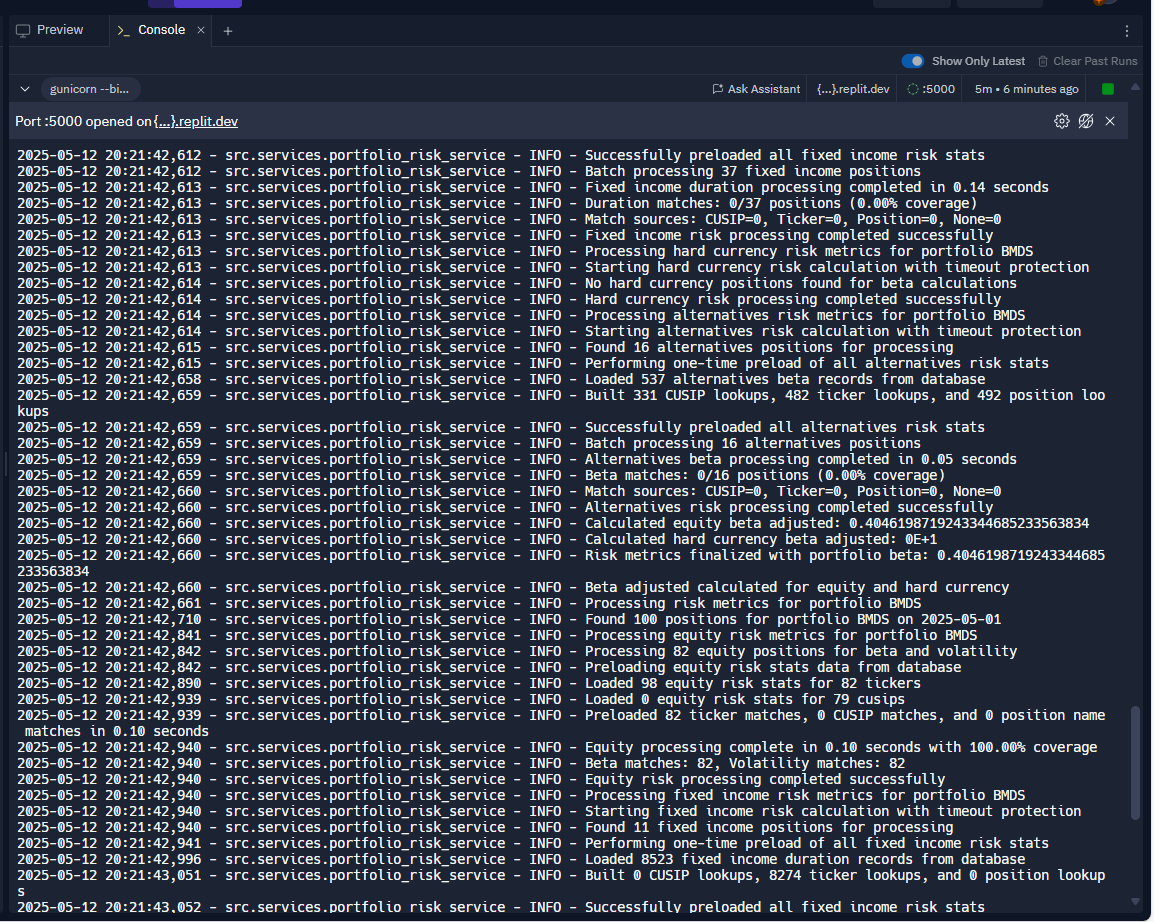 Preview
Console
Show Only Latest
Clear Past Runs
gunicorn --bi...
Ask Assistant
{...}.replit.dev
:5000
5m • 6 minutes ago
Port :5000 opened on {...}.replit.dev
2025-05-12 20:21:42,612 - src.services.portfolio_risk_service - INFO - Successfully preloaded all fixed income risk stats
2025-05-12 20:21:42,612 - src.services.portfolio_risk_service - INFO - Batch processing 37 fixed income positions
2025-05-12 20:21:42,613 - src.services.portfolio_risk_service - INFO - Fixed income duration processing completed in 0.14 seconds
2025-05-12 20:21:42,613 - src.services.portfolio_risk_service - INFO - Duration matches: 0/37 positions (0.00% coverage)
2025-05-12 20:21:42,613 - src.services.portfolio_risk_service - INFO - Match sources: CUSIP=0, Ticker=0, Position=0, None=0
2025-05-12 20:21:42,613 - src.services.portfolio_risk_service - INFO - Fixed income risk processing completed successfully
2025-05-12 20:21:42,613 - src.services.portfolio_risk_service - INFO - Processing hard currency risk metrics for portfolio BMDS
2025-05-12 20:21:42,613 - src.services.portfolio_risk_service - INFO - Starting hard currency risk calculation with timeout protection
2025-05-12 20:21:42,614 - src.services.portfolio_risk_service - INFO - No hard currency positions found for beta calculations
2025-05-12 20:21:42,614 - src.services.portfolio_risk_service - INFO - Hard currency risk processing completed successfully
2025-05-12 20:21:42,614 - src.services.portfolio_risk_service - INFO - Processing alternatives risk metrics for portfolio BMDS
2025-05-12 20:21:42,614 - src.services.portfolio_risk_service - INFO - Starting alternatives risk calculation with timeout protection
2025-05-12 20:21:42,615 - src.services.portfolio_risk_service - INFO - Found 16 alternatives positions for processing
2025-05-12 20:21:42,615 - src.services.portfolio_risk_service - INFO - Performing one-time preload of all alternatives risk stats
2025-05-12 20:21:42,658 - src.services.portfolio_risk_service - INFO - Loaded 537 alternatives beta records from database
2025-05-12 20:21:42,659 - src.services.portfolio_risk_service - INFO - Built 331 CUSIP lookups, 482 ticker lookups, and 492 position loo
kups
2025-05-12 20:21:42,659 - src.services.portfolio_risk_service - INFO - Successfully preloaded all alternatives risk stats
2025-05-12 20:21:42,659 - src.services.portfolio_risk_service - INFO - Batch processing 16 alternatives positions
2025-05-12 20:21:42,659 - src.services.portfolio_risk_service - INFO - Alternatives beta processing completed in 0.05 seconds
2025-05-12 20:21:42,659 - src.services.portfolio_risk_service - INFO - Beta matches: 0/16 positions (0.00% coverage)
2025-05-12 20:21:42,660 - src.services.portfolio_risk_service - INFO - Match sources: CUSIP=0, Ticker=0, Position=0, None=0
2025-05-12 20:21:42,660 - src.services.portfolio_risk_service - INFO - Alternatives risk processing completed successfully
2025-05-12 20:21:42,660 - src.services.portfolio_risk_service - INFO - Calculated equity beta adjusted: 0.4046198719243344685233563834
2025-05-12 20:21:42,660 - src.services.portfolio_risk_service - INFO - Calculated hard currency beta adjusted: 0E+1
2025-05-12 20:21:42,660 - src.services.portfolio_risk_service - INFO - Risk metrics finalized with portfolio beta: 0.4046198719243344685
233563834
2025-05-12 20:21:42,660 - src.services.portfolio_risk_service - INFO - Beta adjusted calculated for equity and hard currency
2025-05-12 20:21:42,661 - src.services.portfolio_risk_service - INFO - Processing risk metrics for portfolio BMDS
2025-05-12 20:21:42,710 - src.services.portfolio_risk_service - INFO - Found 100 positions for portfolio BMDS on 2025-05-01
2025-05-12 20:21:42,841 - src.services.portfolio_risk_service - INFO - Processing equity risk metrics for portfolio BMDS
2025-05-12 20:21:42,842 - src.services.portfolio_risk_service - INFO - Processing 82 equity positions for beta and volatility
2025-05-12 20:21:42,842 - src.services.portfolio_risk_service - INFO - Preloading equity risk stats data from database
2025-05-12 20:21:42,890 - src.services.portfolio_risk_service - INFO - Loaded 98 equity risk stats for 82 tickers
2025-05-12 20:21:42,939 - src.services.portfolio_risk_service - INFO - Loaded 0 equity risk stats for 79 cusips
2025-05-12 20:21:42,939 - src.services.portfolio_risk_service - INFO - Preloaded 82 ticker matches, 0 CUSIP matches, and 0 position name
matches in 0.10 seconds
2025-05-12 20:21:42,940 - src.services.portfolio_risk_service - INFO - Equity processing complete in 0.10 seconds with 100.00% coverage
2025-05-12 20:21:42,940 - src.services.portfolio_risk_service - INFO - Beta matches: 82, Volatility matches: 82
2025-05-12 20:21:42,940 - src.services.portfolio_risk_service - INFO - Equity risk processing completed successfully
2025-05-12 20:21:42,940 - src.services.portfolio_risk_service - INFO - Processing fixed income risk metrics for portfolio BMDS
2025-05-12 20:21:42,940 - src.services.portfolio_risk_service - INFO - Starting fixed income risk calculation with timeout protection
2025-05-12 20:21:42,940 - src.services.portfolio_risk_service - INFO - Found 11 fixed income positions for processing
2025-05-12 20:21:42,941 - src.services.portfolio_risk_service - INFO - Performing one-time preload of all fixed income risk stats
2025-05-12 20:21:42,996 - src.services.portfolio_risk_service - INFO - Loaded 8523 fixed income duration records from database
2025-05-12 20:21:43,051 - src.services.portfolio_risk_service - INFO - Built 0 CUSIP lookups, 8274 ticker lookups, and 0 position lookup
s
2025-05-12 20:21:43,052 - src.services.portfolio_risk_service - INFO - Successfully preloaded all fixed income risk stats